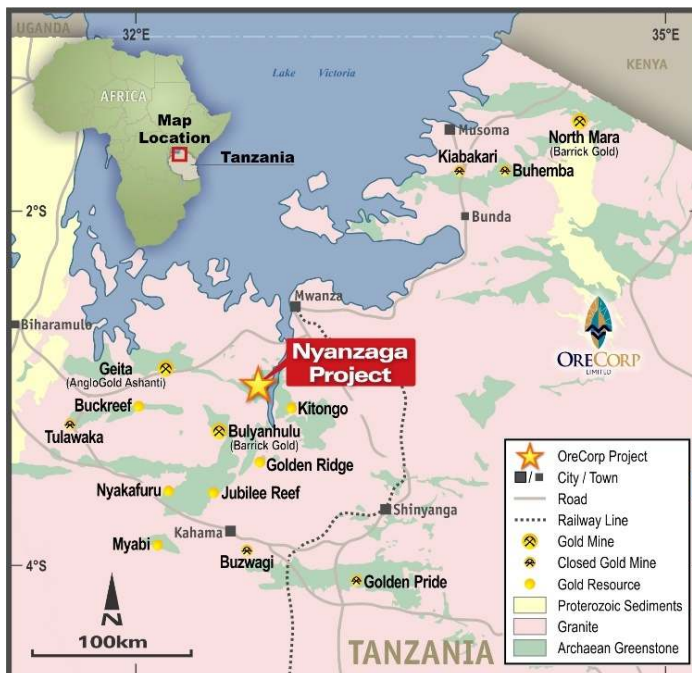 UGANDA
32°E
35°E
KENYA
Lake Victoria
AFRICA
Map
Location
Tanzania
Musoma
North Mara
(Barrick Gold)
Kiabakari
Buhemba
2°S
Bunda
Mwanza
Biharamulo
ORECORP
LIMITED
Nyanzaga
Project
Geita
(AngloGold Ashanti)
Buckreef
Kitongo
Tulawaka
Bulyanhulu
(Barrick Gold)
Golden Ridge
Nyakafuru
Jubilee Reef
Shinyanga
Kahama
Myabi
Buzwagi
4°S
Golden Pride
N
100km
TANZANIA
OreCorp Project
/ City / Town
Road
Railway Line
Gold Mine
Closed Gold Mine
Gold Resource
Proterozoic Sediments
Granite
Archaean Greenstone